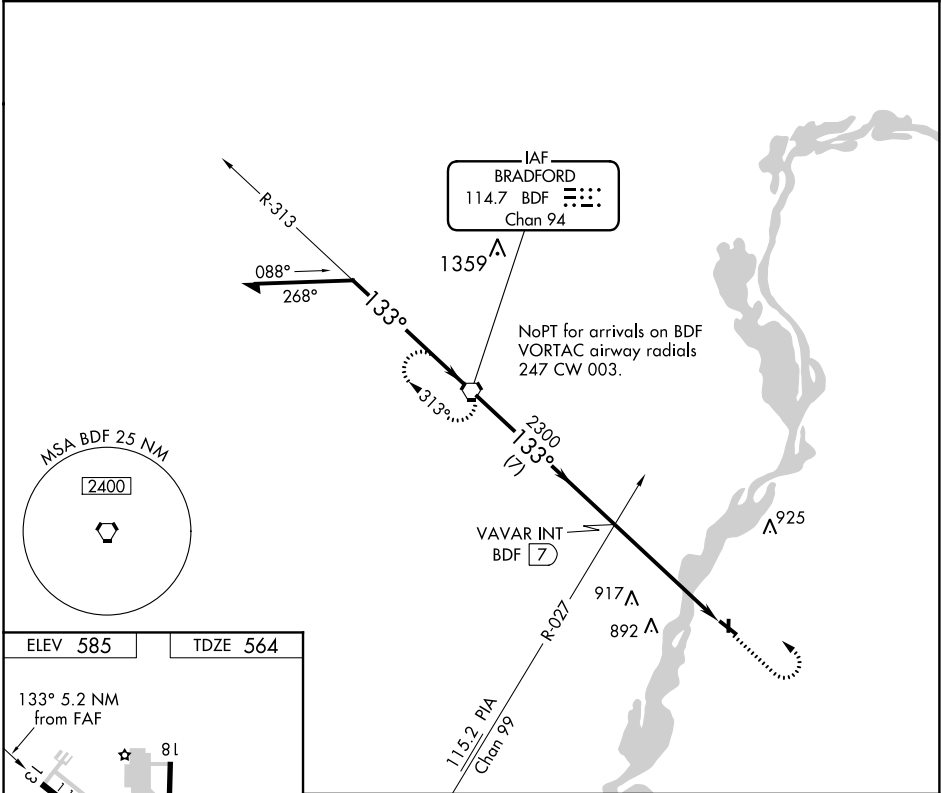 IAF
BRADFORD
114.7 BDF
Chan 94
R-313
1359
088°
268°
133°
NoPT for arrivals on BDF
VORTAC airway radials
247 CW 003.
313°
2300
133°
(7)
MSA BDF 25 NM
2400
925
VAVAR INT
BDF 7
917
892
R-027
ELEV 585
TDZE 564
115.2 PIA
Chan 99
133° 5.2 NM
from FAF
18
13